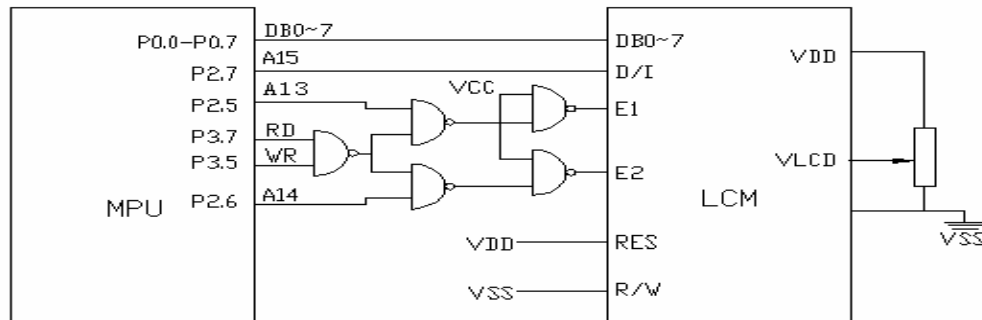 P0.0-P0.7 DB0~7 DB0~7 VDD
P2.7 A15 D/I
P2.5 A13 VCC E1
P3.7 RD
P3.5 WR VLCD
P2.6 A14 E2
MPU LCM
VDD RES VSS
VSS R/W